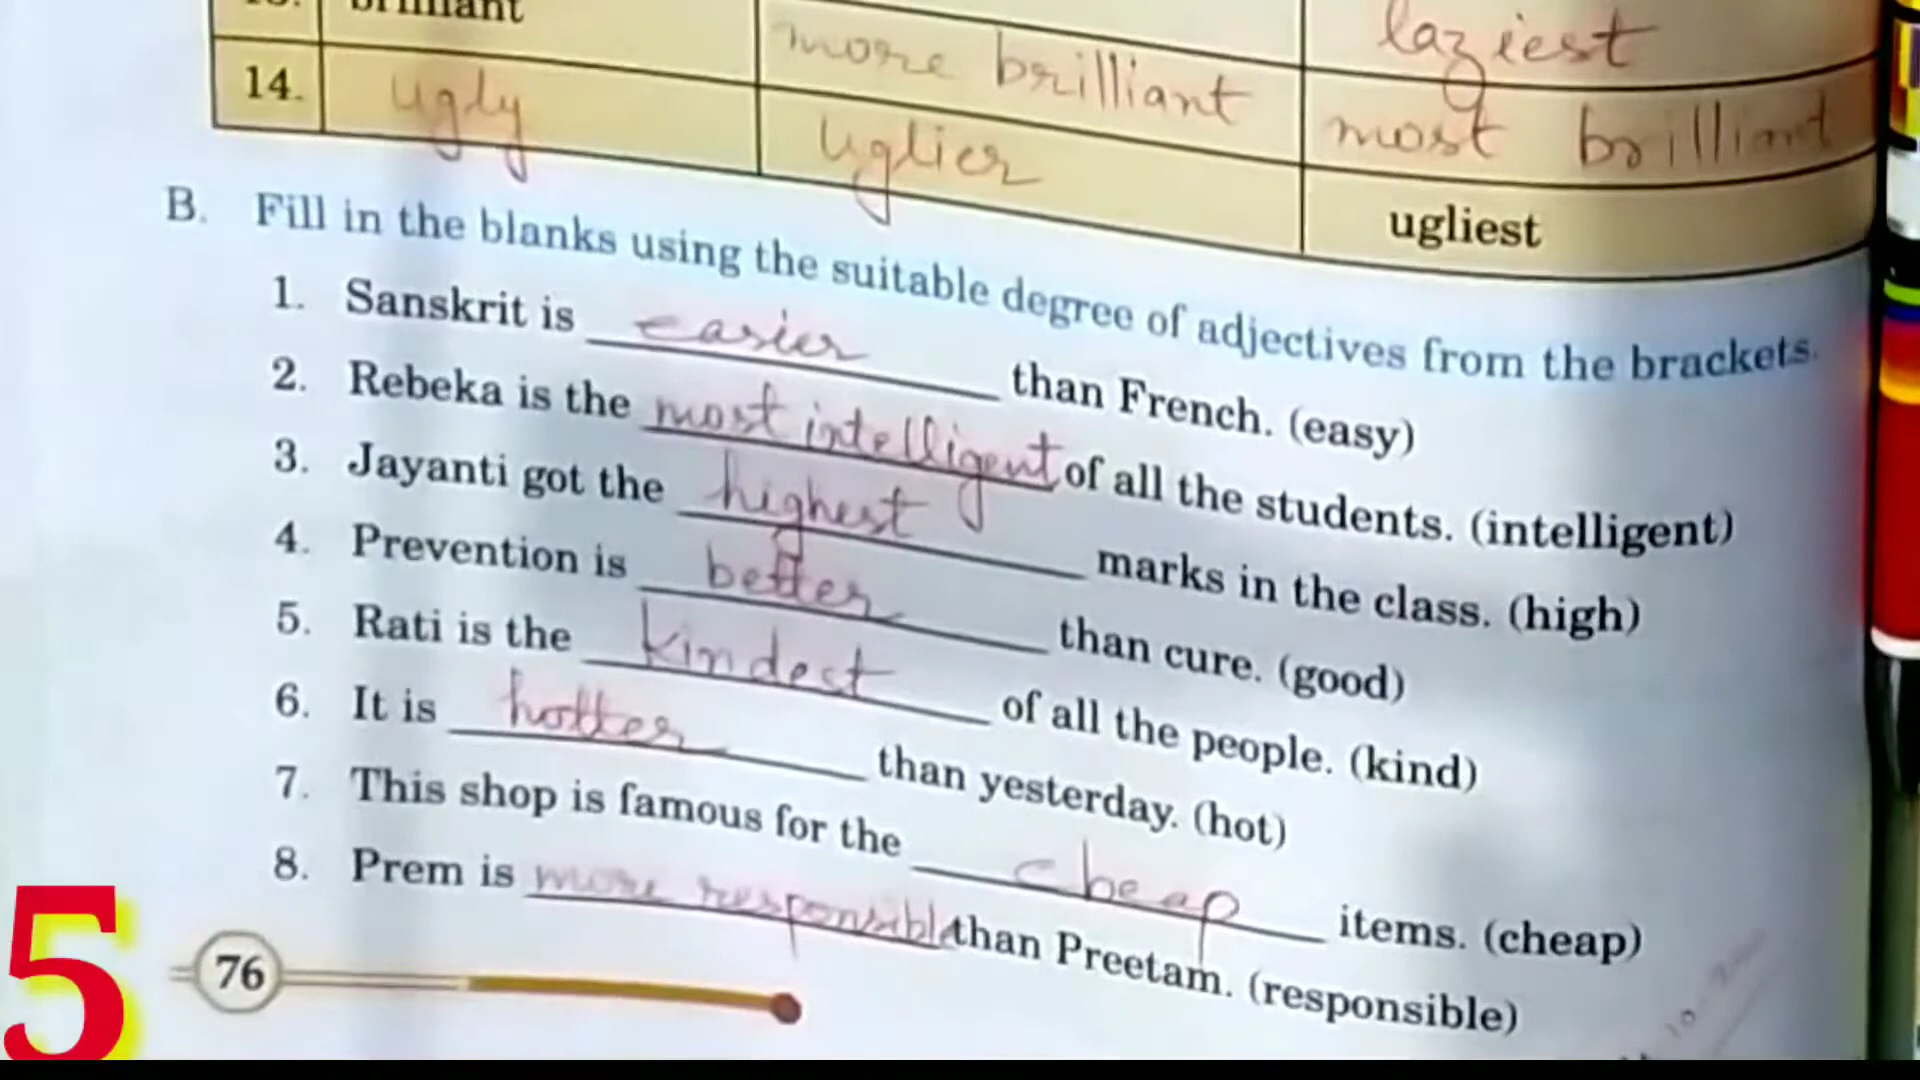 brilliant more brilliant laziest
14. ugly uglier most brilliant
ugliest
B. Fill in the blanks using the suitable degree of adjectives from the brackets.
1. Sanskrit is easier than French. (easy)
2. Rebeka is the most intelligent of all the students. (intelligent)
3. Jayanti got the highest marks in the class. (high)
4. Prevention is better than cure. (good)
5. Rati is the kindest of all the people. (kind)
6. It is hotter than yesterday. (hot)
7. This shop is famous for the cheap items. (cheap)
8. Prem is more responsible than Preetam. (responsible)
5
76